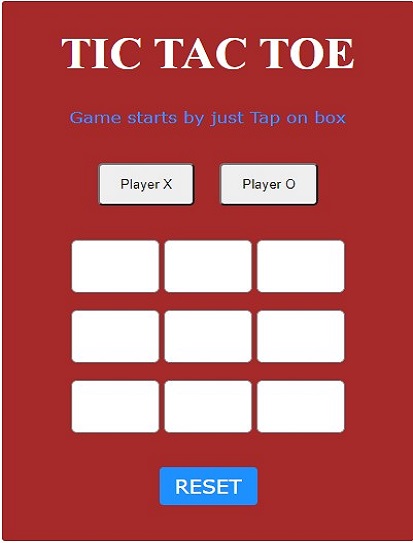 TIC TAC TOE
Game starts by just Tap on box
Player X Player O
RESET